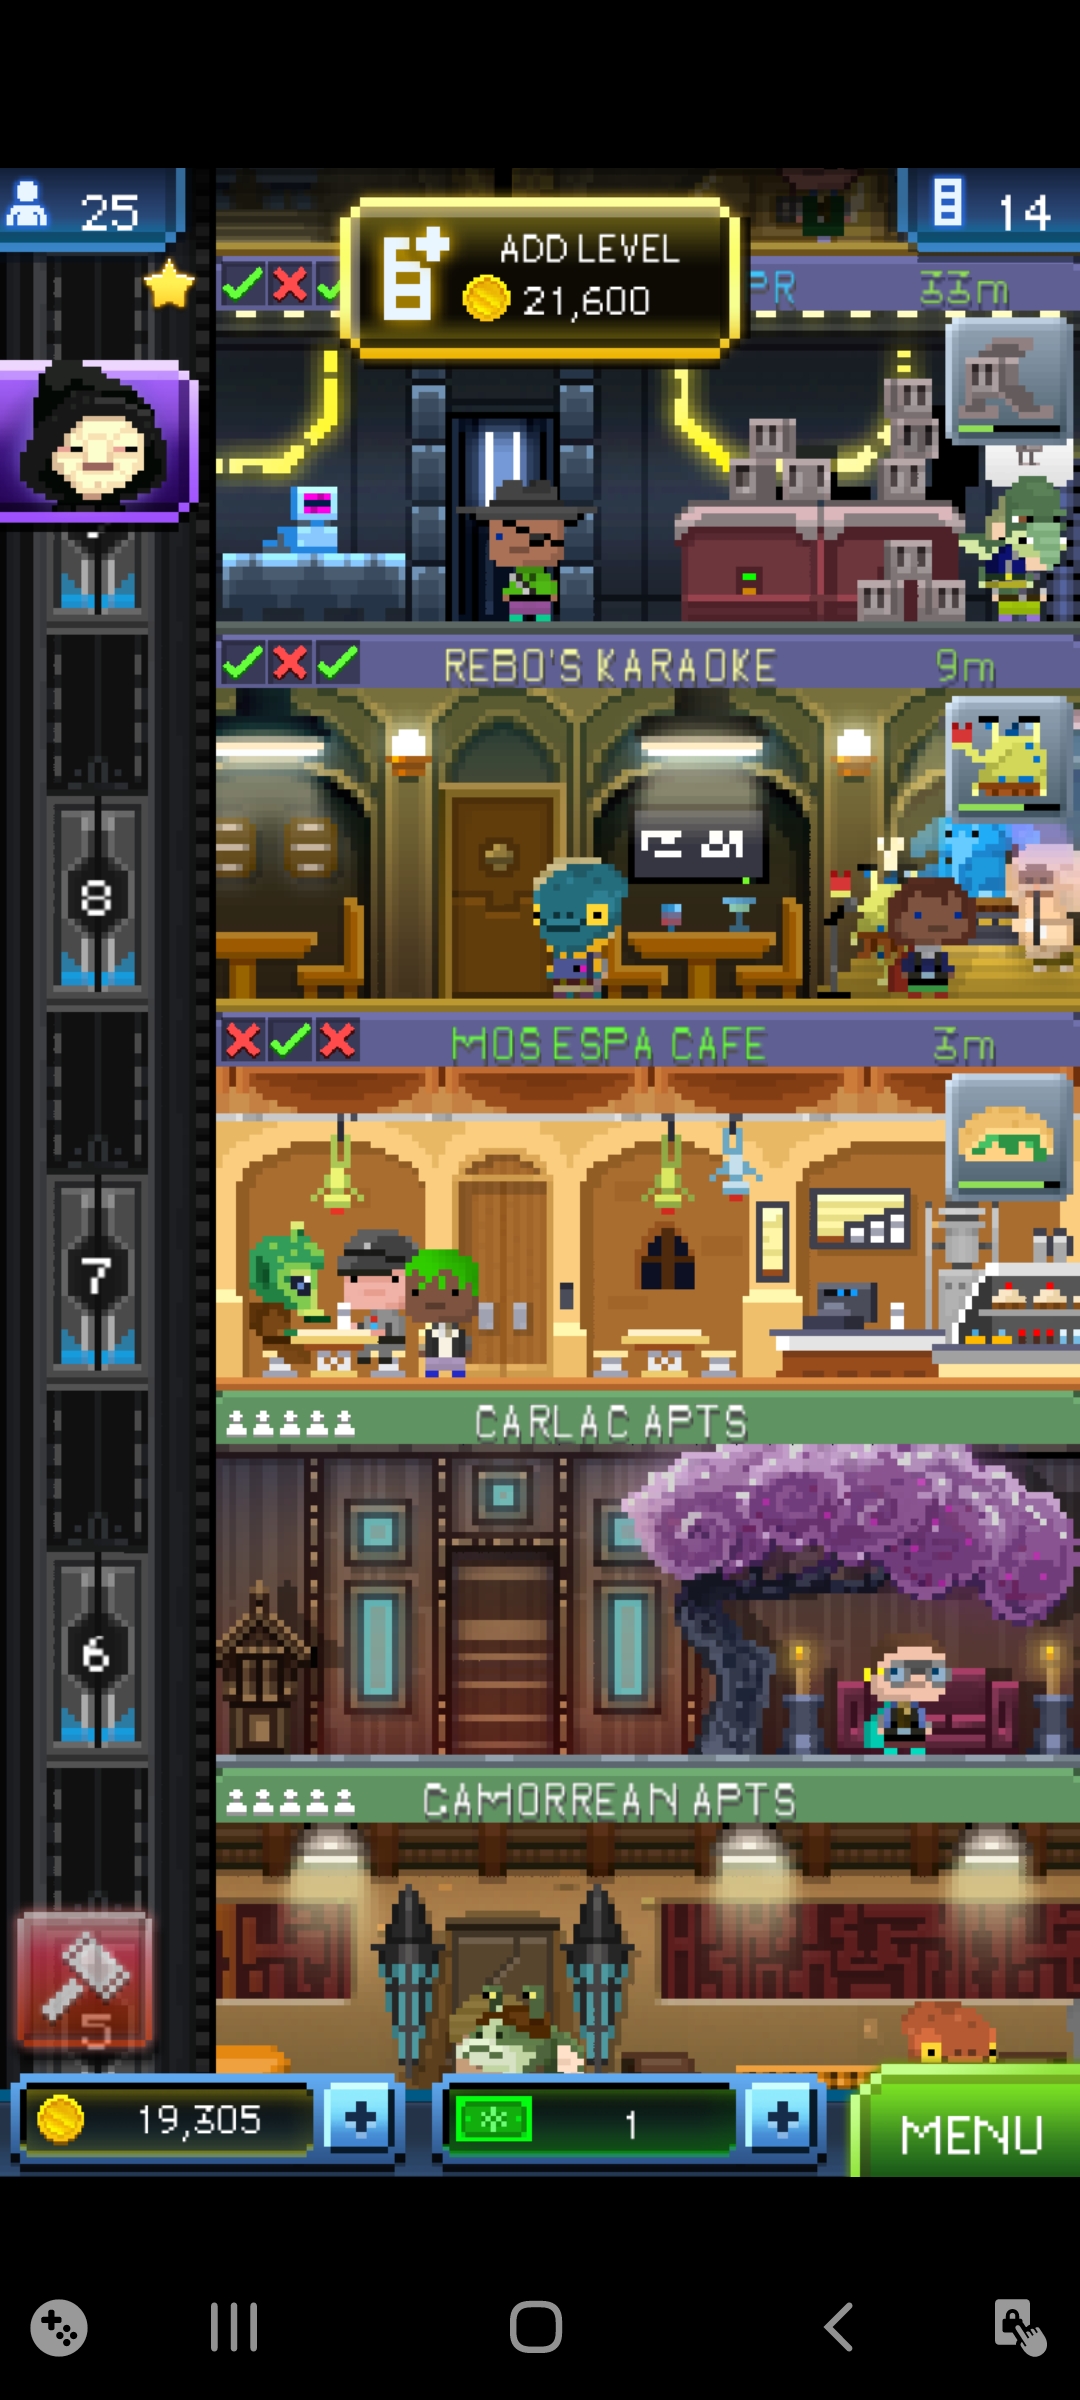 25
14
ADD LEVEL
21,600
PR 33m
REBO'S KARAOKE 9m
8
MOS ESPA CAFE 3m
7
CARLAC APTS
6
GAMORREAN APTS
5
19,305
1
MENU